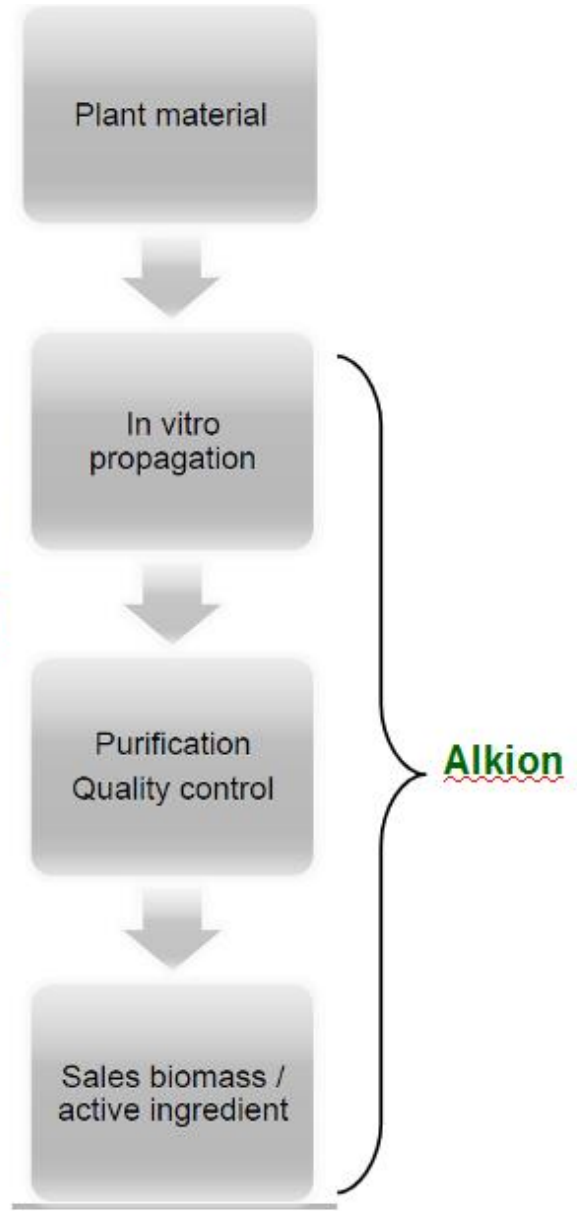 Plant material
In vitro
propagation
Purification
Quality control
Alkion
Sales biomass /
active ingredient